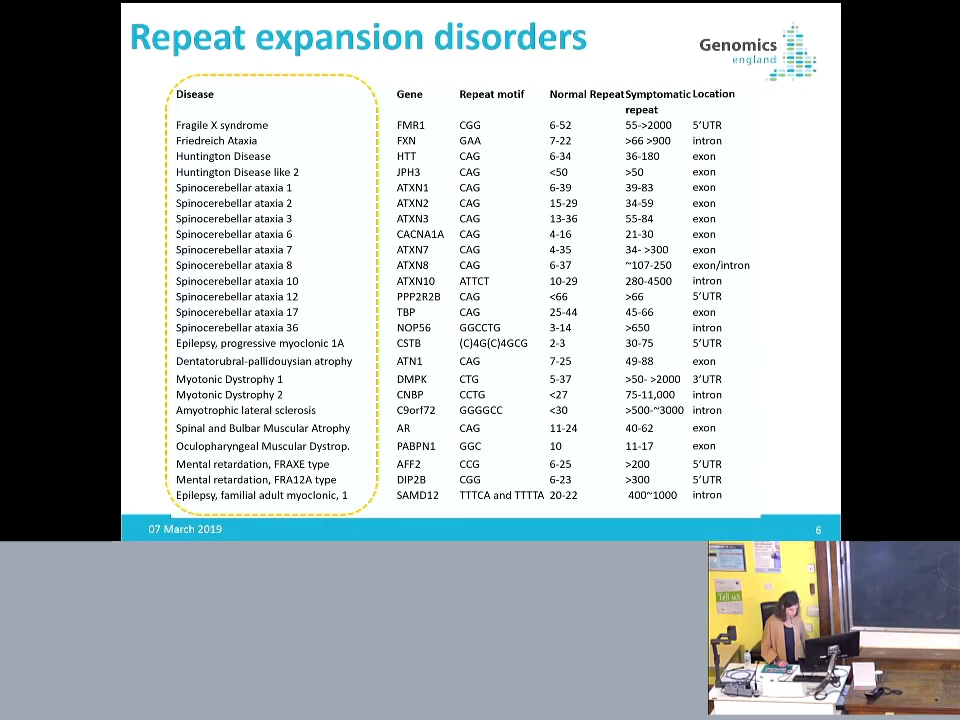 Repeat expansion disorders
Genomics
england
Disease Gene Repeat motif Normal Repeat Symptomatic repeat Location
Fragile X syndrome FMR1 CGG 6-52 55->2000 5’UTR
Friedreich Ataxia FXN GAA 7-22 >66 >900 intron
Huntington Disease HTT CAG 6-34 36-180 exon
Huntington Disease like 2 JPH3 CAG <50 >50 exon
Spinocerebellar ataxia 1 ATXN1 CAG 6-39 39-83 exon
Spinocerebellar ataxia 2 ATXN2 CAG 15-29 34-59 exon
Spinocerebellar ataxia 3 ATXN3 CAG 13-36 55-84 exon
Spinocerebellar ataxia 6 CACNA1A CAG 4-16 21-30 exon
Spinocerebellar ataxia 7 ATXN7 CAG 4-35 34- >300 exon
Spinocerebellar ataxia 8 ATXN8 CAG 6-37 ~107-250 exon/intron
Spinocerebellar ataxia 10 ATXN10 ATTCT 10-29 280-4500 intron
Spinocerebellar ataxia 12 PPP2R2B CAG <66 >66 5’UTR
Spinocerebellar ataxia 17 TBP CAG 25-44 45-66 exon
Spinocerebellar ataxia 36 NOP56 GGCCTG 3-14 >650 intron
Epilepsy, progressive myoclonic 1A CSTB (C)4G(C)4GCG 2-3 30-75 5’UTR
Dentatorubral-pallidouysian atrophy ATN1 CAG 7-25 49-88 exon
Myotonic Dystrophy 1 DMPK CTG 5-37 >50- >2000 3’UTR
Myotonic Dystrophy 2 CNBP CCTG <27 75-11,000 intron
Amyotrophic lateral sclerosis C9orf72 GGGGCC <30 >500-~3000 intron
Spinal and Bulbar Muscular Atrophy AR CAG 11-24 40-62 exon
Oculopharyngeal Muscular Dystrop. PABPN1 GGC 10 11-17 exon
Mental retardation, FRAXE type AFF2 CCG 6-25 >200 5’UTR
Mental retardation, FRA12A type DIP2B CGG 6-23 >300 5’UTR
Epilepsy, familial adult myoclonic, 1 SAMD12 TTTCA and TTTTA 20-22 400~1000 intron
07 March 2019 6
Tell us